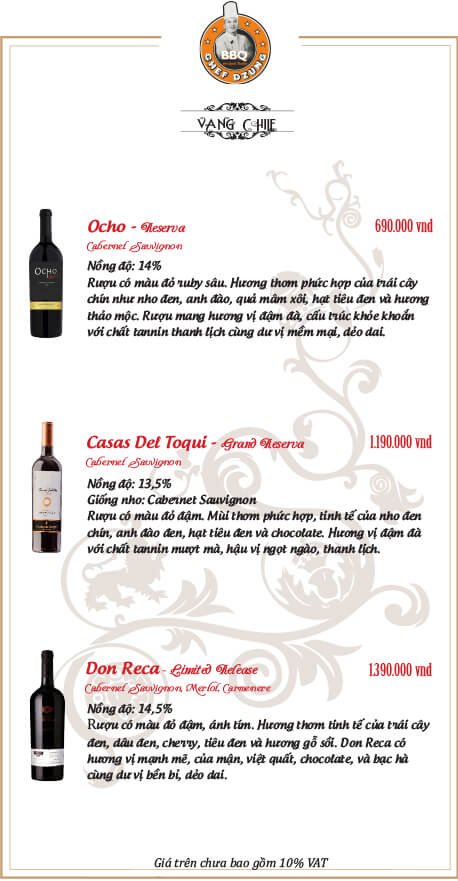 BBQ
CHEF DZUNG
VANG CHILE
Ocho - Reserva
690.000 vnd
Cabernet Sauvignon
Nồng độ: 14%
Rượu có màu đỏ ruby sâu. Hương thơm phức hợp của trái cây
chín như nho đen, anh đào, quả mâm xôi, hạt tiêu đen và hương
thảo mộc. Rượu mang hương vị đậm đà, cấu trúc khỏe khoắn
với chất tannin thanh lịch cùng dư vị mềm mại, dẻo dai.
OCHO
Casas Del Toqui - Grand Reserva
1.190.000 vnd
Cabernet Sauvignon
Nồng độ: 13,5%
Giống nho: Cabernet Sauvignon
Rượu có màu đỏ đậm. Mùi thơm phức hợp, tinh tế của nho đen
chín, anh đào đen, hạt tiêu đen và chocolate. Hương vị đậm đà
với chất tannin mượt mà, hậu vị ngọt ngào, thanh lịch.
Don Reca - Limited Release
1.390.000 vnd
Cabernet Sauvignon, Merlot, Carmenere
Nồng độ: 14,5%
Rượu có màu đỏ đậm, ánh tím. Hương thơm tinh tế của trái cây
đen, dâu đen, cherry, tiêu đen và hương gỗ sồi. Don Reca có
hương vị mạnh mẽ, của mận, việt quất, chocolate, và bạc hà
cùng dư vị bền bỉ, dẻo dai.
Giá trên chưa bao gồm 10% VAT